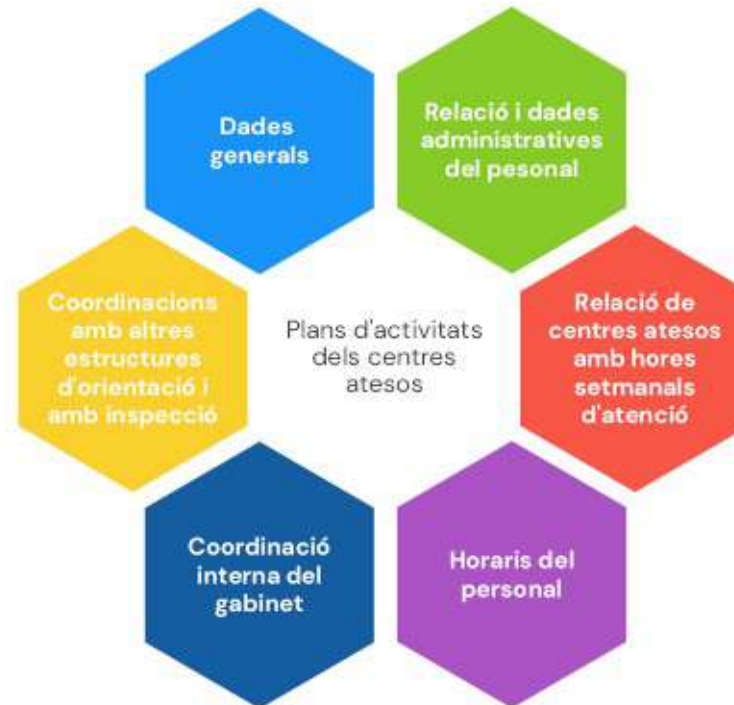 Dades
generals
Relació i dades
administratives
del pesonal
Coordinacions
amb altres
estructures
d'orientació i
amb inspecció
Plans d'activitats
dels centres
atesos
Relació de
centres atesos
amb hores
setmanals
d'atenció
Coordinació
interna del
gabinet
Horaris del
personal